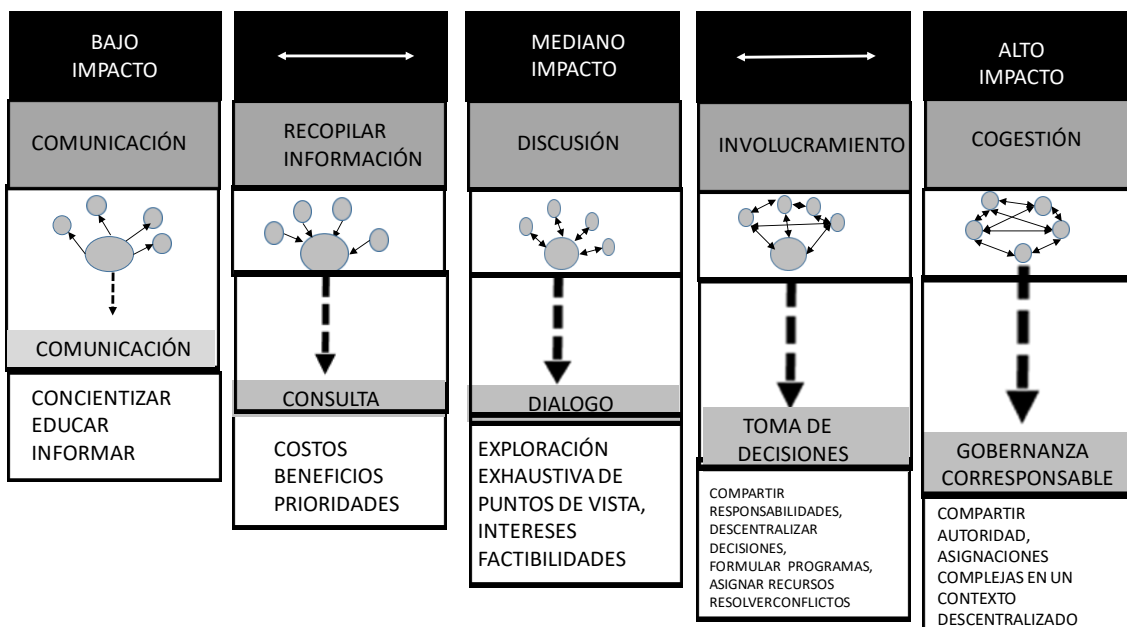 BAJO
IMPACTO
MEDIANO
IMPACTO
ALTO
IMPACTO
COMUNICACIÓN
RECOPILAR
INFORMACIÓN
DISCUSIÓN
INVOLUCRAMIENTO
COGESTIÓN
COMUNICACIÓN
CONCIENTIZAR
EDUCAR
INFORMAR
CONSULTA
COSTOS
BENEFICIOS
PRIORIDADES
DIALOGO
EXPLORACIÓN
EXHAUSTIVA DE
PUNTOS DE VISTA,
INTERESES
FACTIBILIDADES
TOMA DE
DECISIONES
COMPARTIR
RESPONSABILIDADES,
DESCENTRALIZAR
DECISIONES,
FORMULAR PROGRAMAS,
ASIGNAR RECURSOS
RESOLVERCONFLICTOS
GOBERNANZA
CORRESPONSABLE
COMPARTIR
AUTORIDAD,
ASIGNACIONES
COMPLEJAS EN UN
CONTEXTO
DESCENTRALIZADO